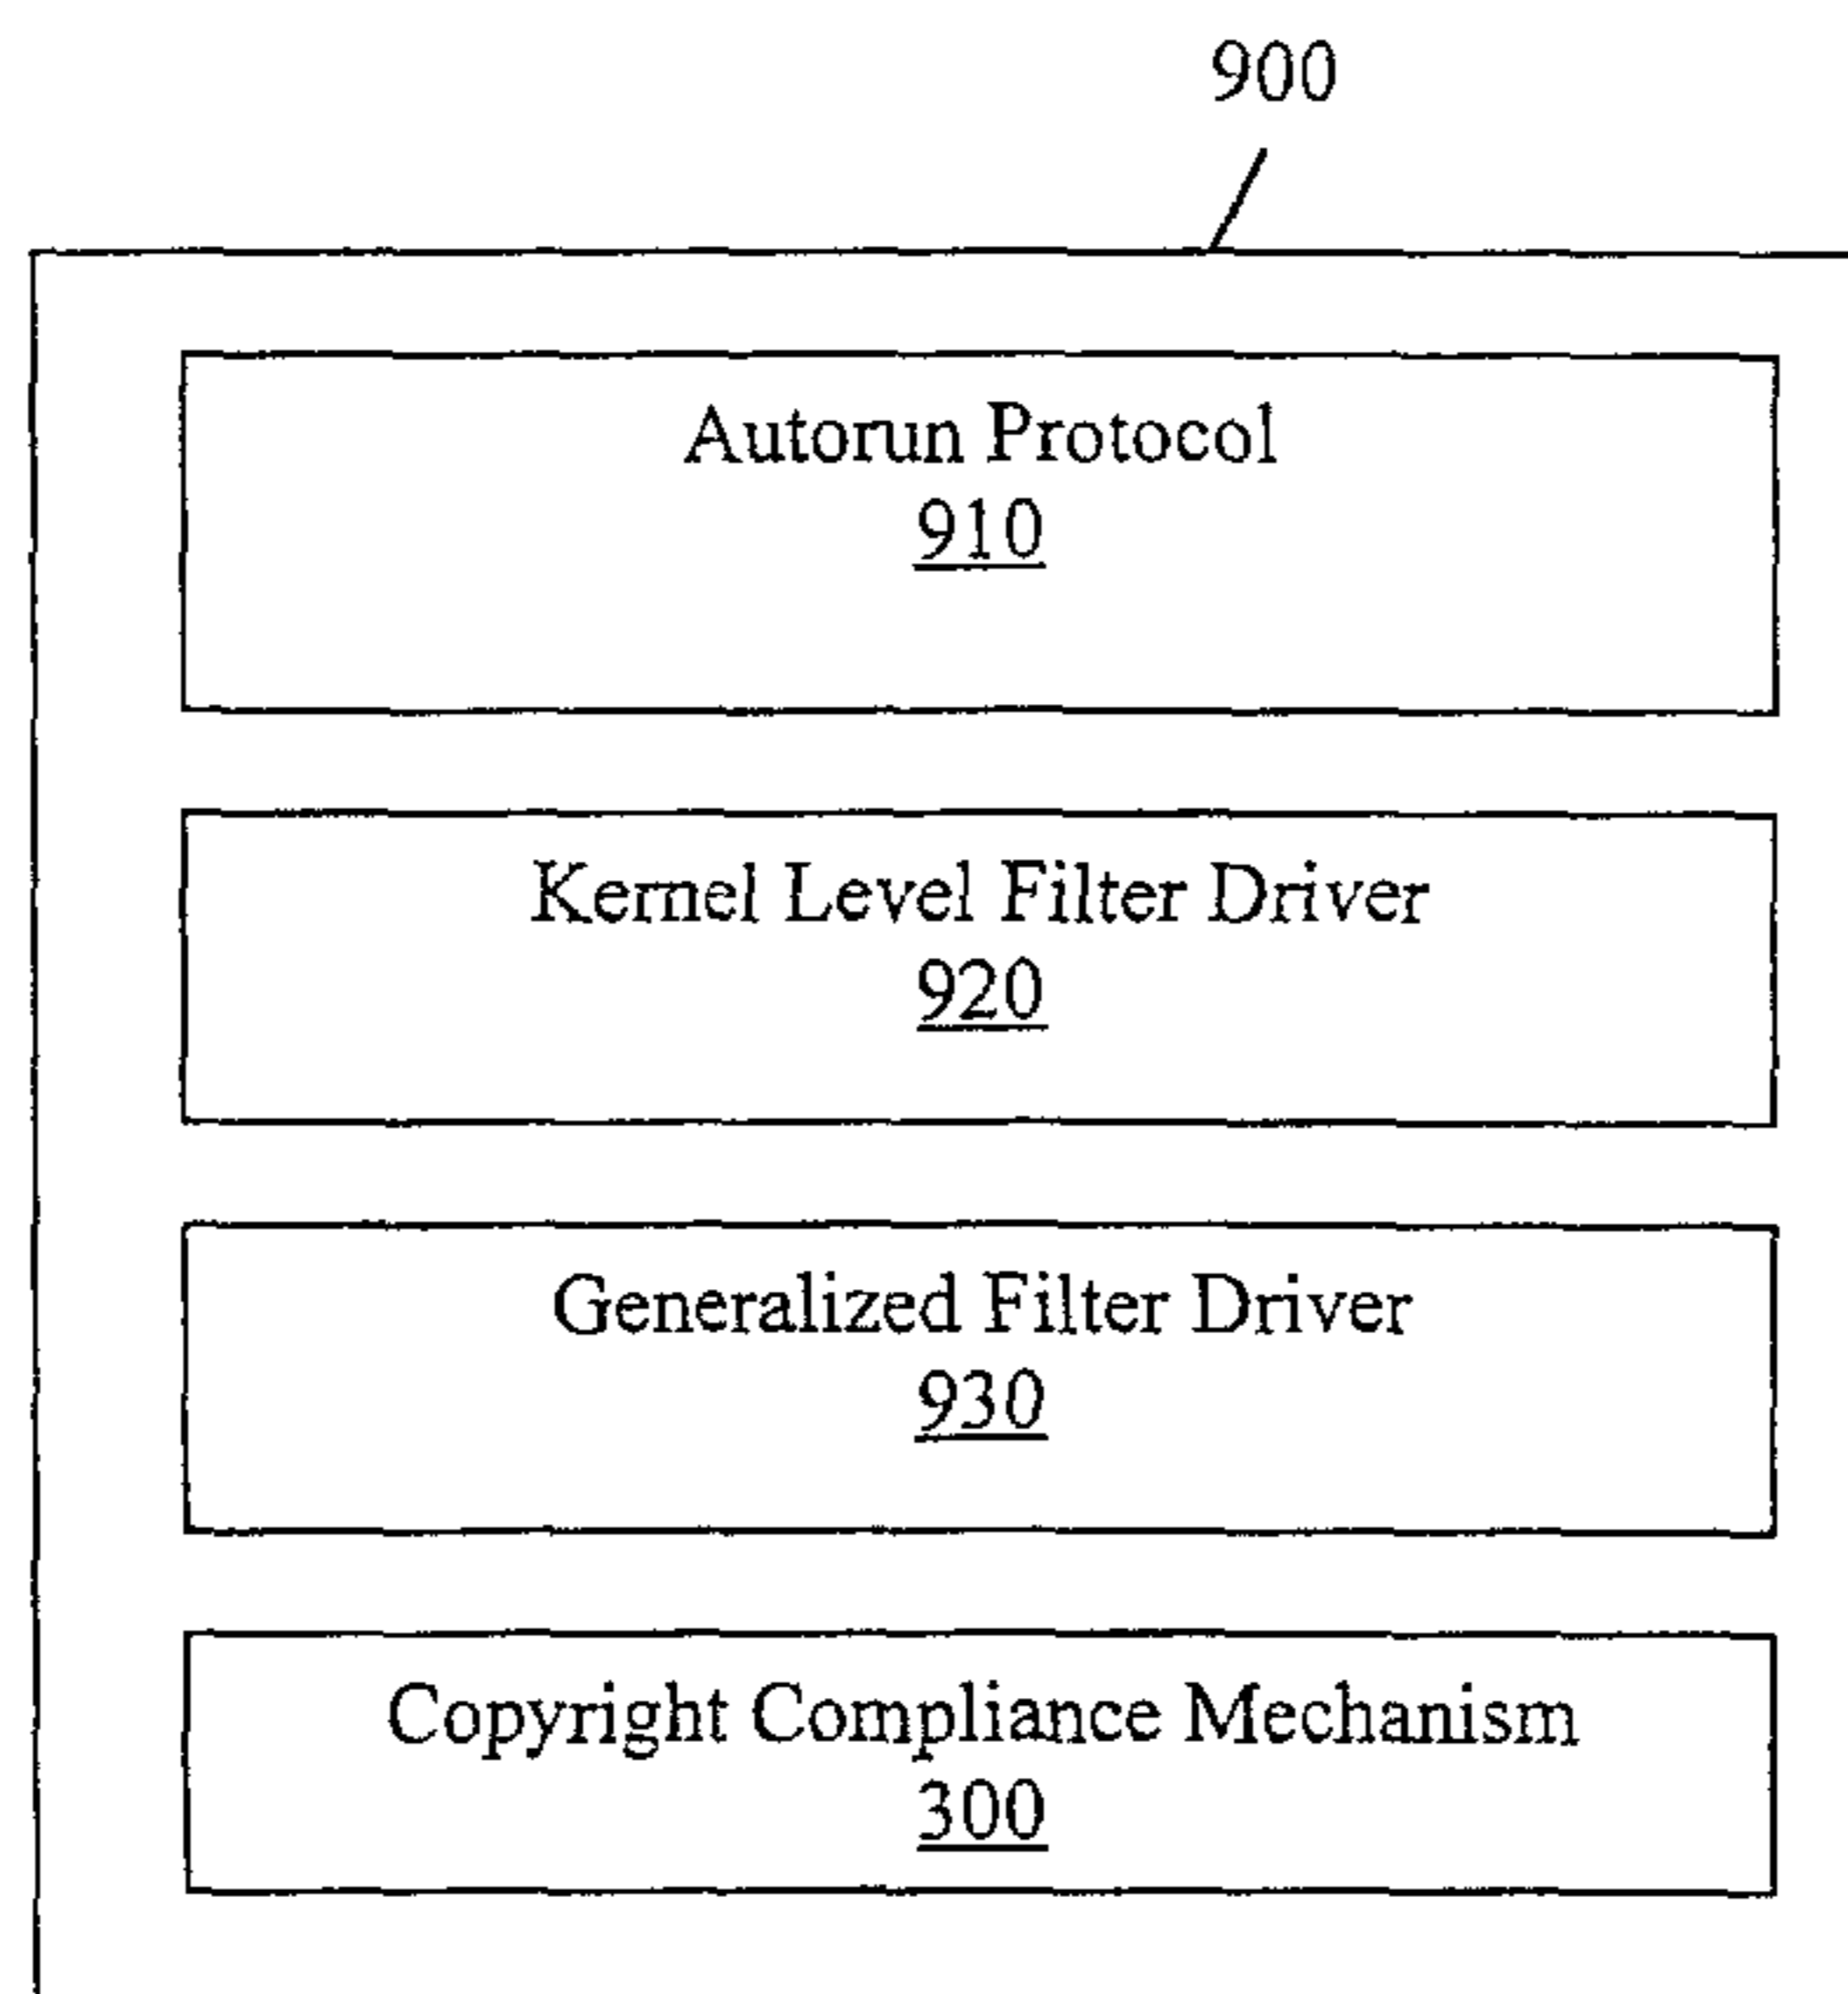 900
Autorun Protocol
910
Kernel Level Filter Driver
920
Generalized Filter Driver
930
Copyright Compliance Mechanism
300